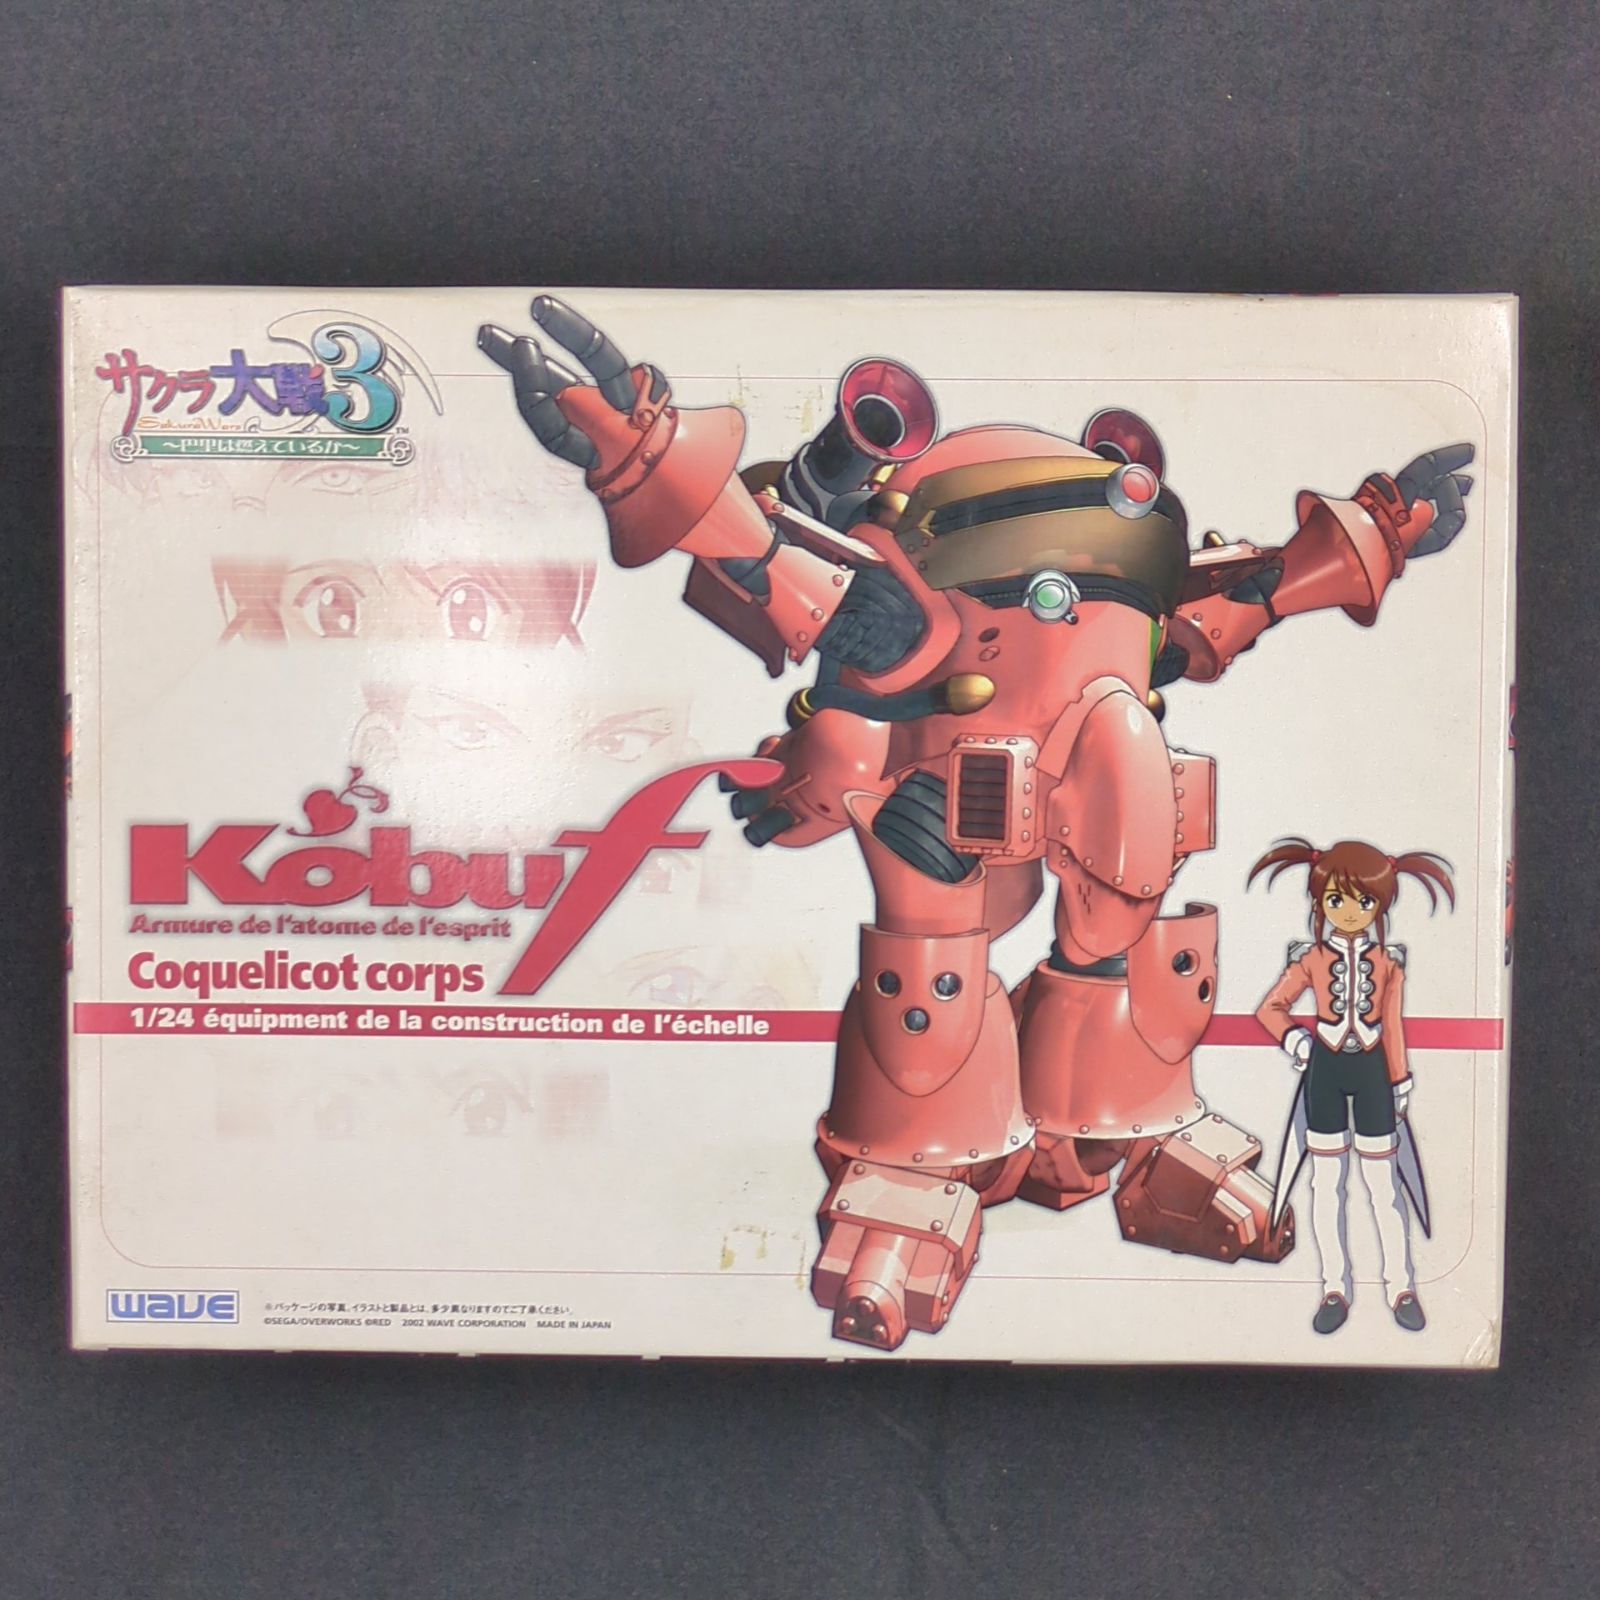 サクラ大戦3
Sakura Wars
TM
～巴里は燃えているか～
Kobuf
Armure de l'atome de l'esprit
Coquelicot corps
1/24 équipment de la construction de l'échelle
wave
※パッケージの写真、イラストと製品とは、多少異なりますのでご了承ください。
©SEGA/OVERWORKS ©RED 2002 WAVE CORPORATION MADE IN JAPAN